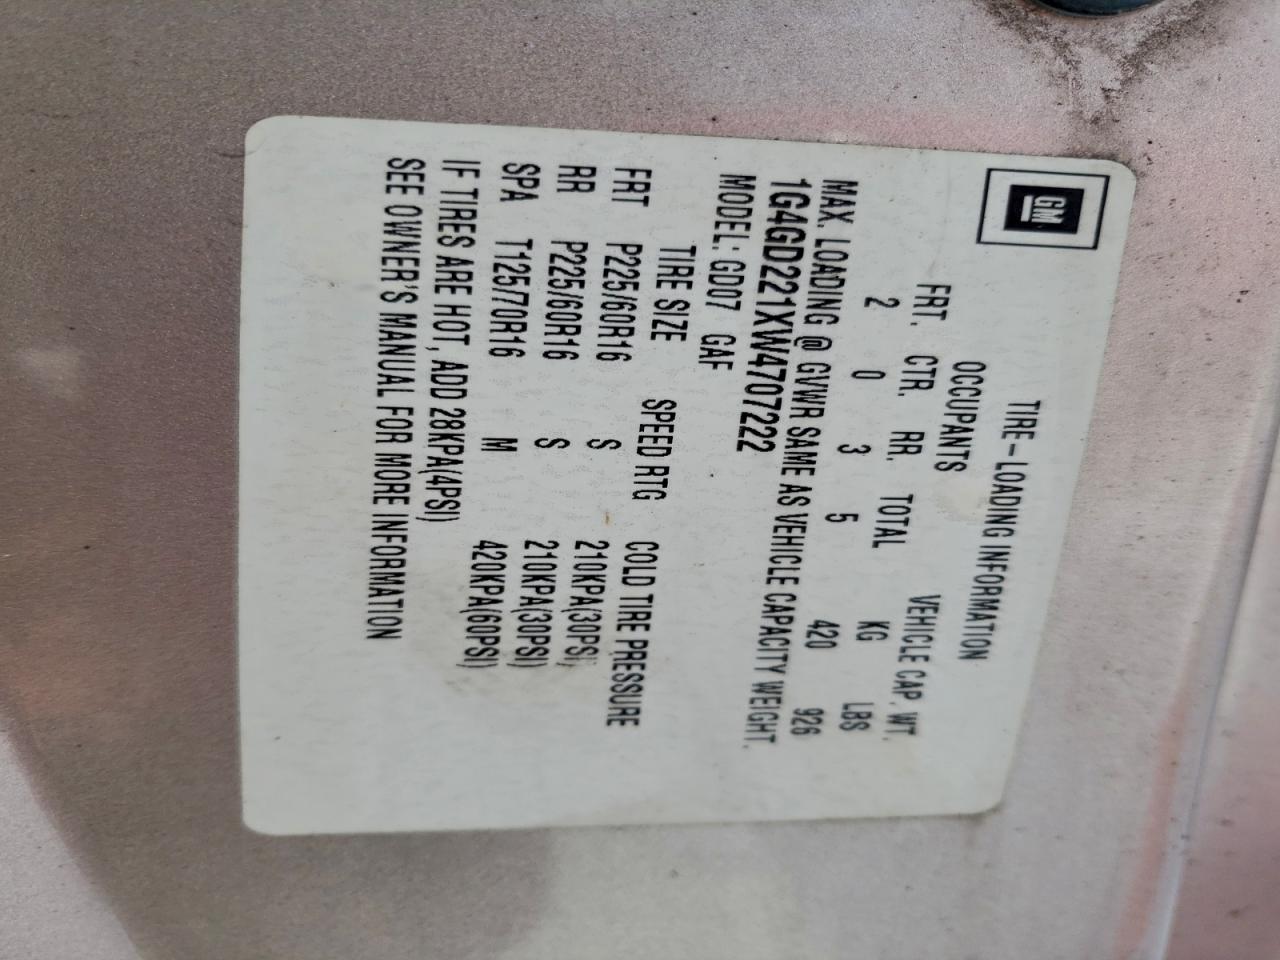 GM
TIRE-LOADING INFORMATION
OCCUPANTS VEHICLE CAP. WT.
FRT. CTR. RR. TOTAL KG LBS
2 0 3 5 420 926
MAX. LOADING @ GVWR SAME AS VEHICLE CAPACITY WEIGHT.
1G4GD221XW4707222
MODEL: GD07 GAF
TIRE SIZE SPEED RTG COLD TIRE PRESSURE
FRT P225/60R16 S 210KPA(30PSI)
RR P225/60R16 S 210KPA(30PSI)
SPA T125/70R16 M 420KPA(60PSI)
IF TIRES ARE HOT, ADD 28KPA(4PSI)
SEE OWNER'S MANUAL FOR MORE INFORMATION